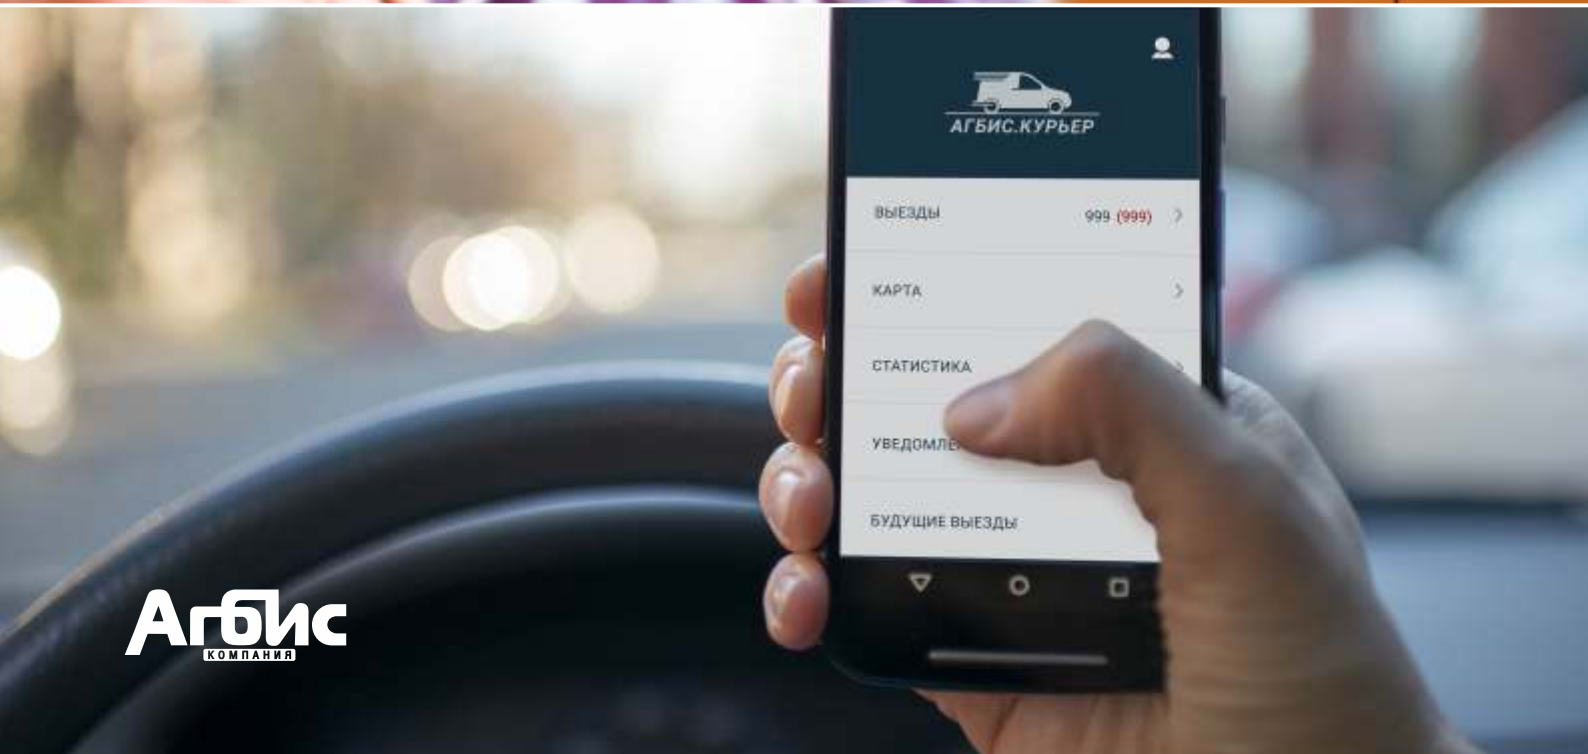 АГБИС.КУРЬЕР
ВЫЕЗДЫ 999 (999)
КАРТА
СТАТИСТИКА
БУДУЩИЕ ВЫЕЗДЫ
Агбис
КОМПАНИЯ